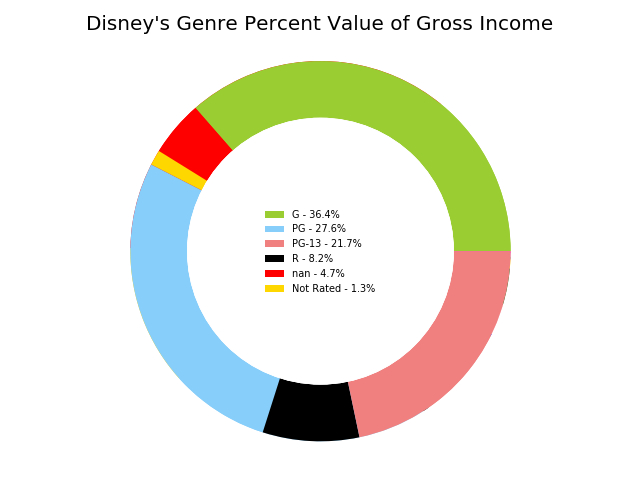 Disney's Genre Percent Value of Gross Income
G - 36.4%
PG - 27.6%
PG-13 - 21.7%
R - 8.2%
nan - 4.7%
Not Rated - 1.3%